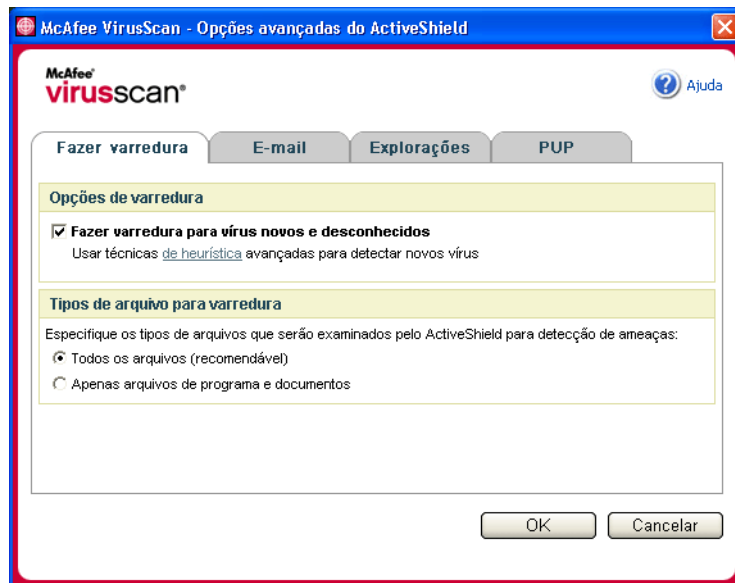 McAfee VirusScan - Opções avançadas do ActiveShield
McAfee®
virusscan®
Ajuda
Fazer varredura
E-mail
Explorações
PUP
Opções de varredura
Fazer varredura para vírus novos e desconhecidos
Usar técnicas de heurística avançadas para detectar novos vírus
Tipos de arquivo para varredura
Especifique os tipos de arquivos que serão examinados pelo ActiveShield para detecção de ameaças:
Todos os arquivos (recomendável)
Apenas arquivos de programa e documentos
OK
Cancelar